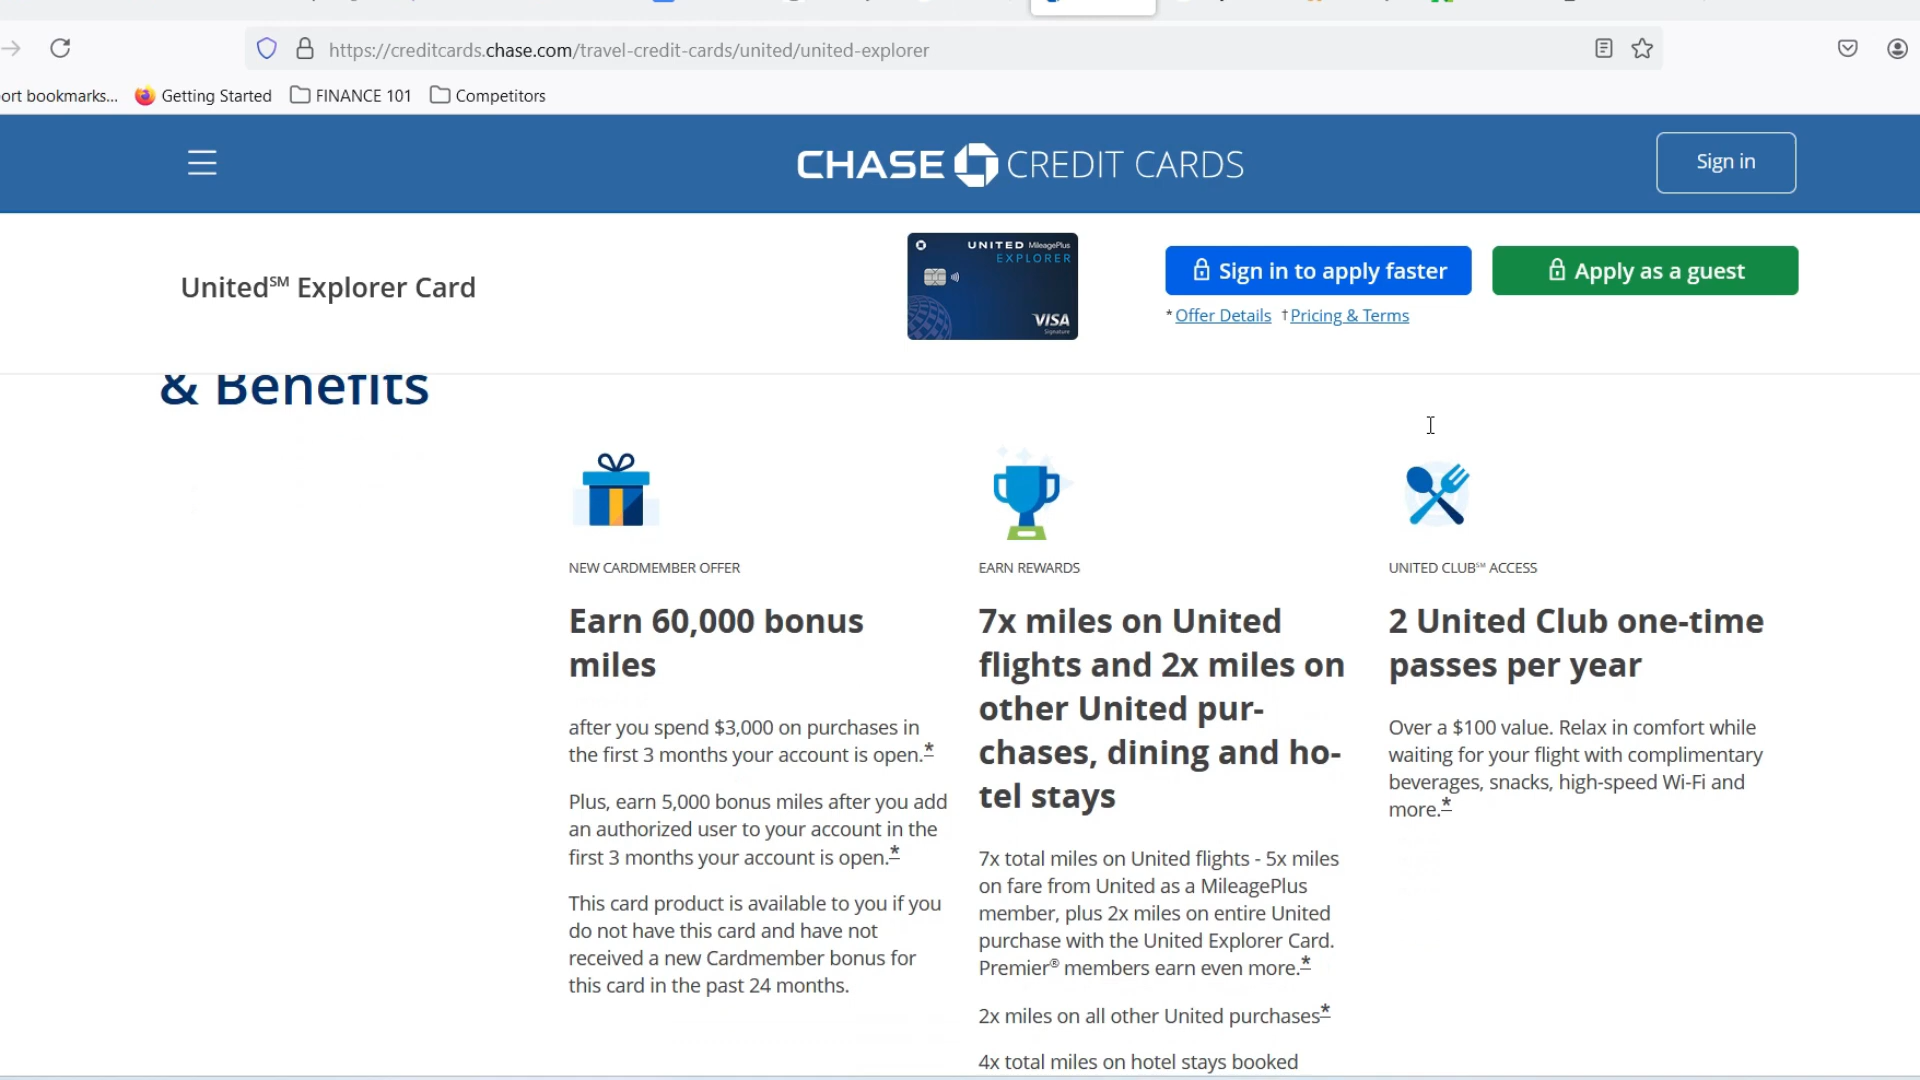 https://creditcards.chase.com/travel-credit-cards/united/united-explorer
ort bookmarks...
Getting Started
FINANCE 101
Competitors
CHASE CREDIT CARDS
Sign in
United℠ Explorer Card
UNITED MileagePlus
EXPLORER
VISA
Signature
Sign in to apply faster
Apply as a guest
* Offer Details † Pricing & Terms
& Benefits
NEW CARDMEMBER OFFER
Earn 60,000 bonus
miles
after you spend $3,000 on purchases in
the first 3 months your account is open.*
Plus, earn 5,000 bonus miles after you add
an authorized user to your account in the
first 3 months your account is open.*
This card product is available to you if you
do not have this card and have not
received a new Cardmember bonus for
this card in the past 24 months.
EARN REWARDS
7x miles on United
flights and 2x miles on
other United pur-
chases, dining and ho-
tel stays
7x total miles on United flights - 5x miles
on fare from United as a MileagePlus
member, plus 2x miles on entire United
purchase with the United Explorer Card.
Premier® members earn even more.*
2x miles on all other United purchases*
4x total miles on hotel stays booked
UNITED CLUB℠ ACCESS
2 United Club one-time
passes per year
Over a $100 value. Relax in comfort while
waiting for your flight with complimentary
beverages, snacks, high-speed Wi-Fi and
more.*